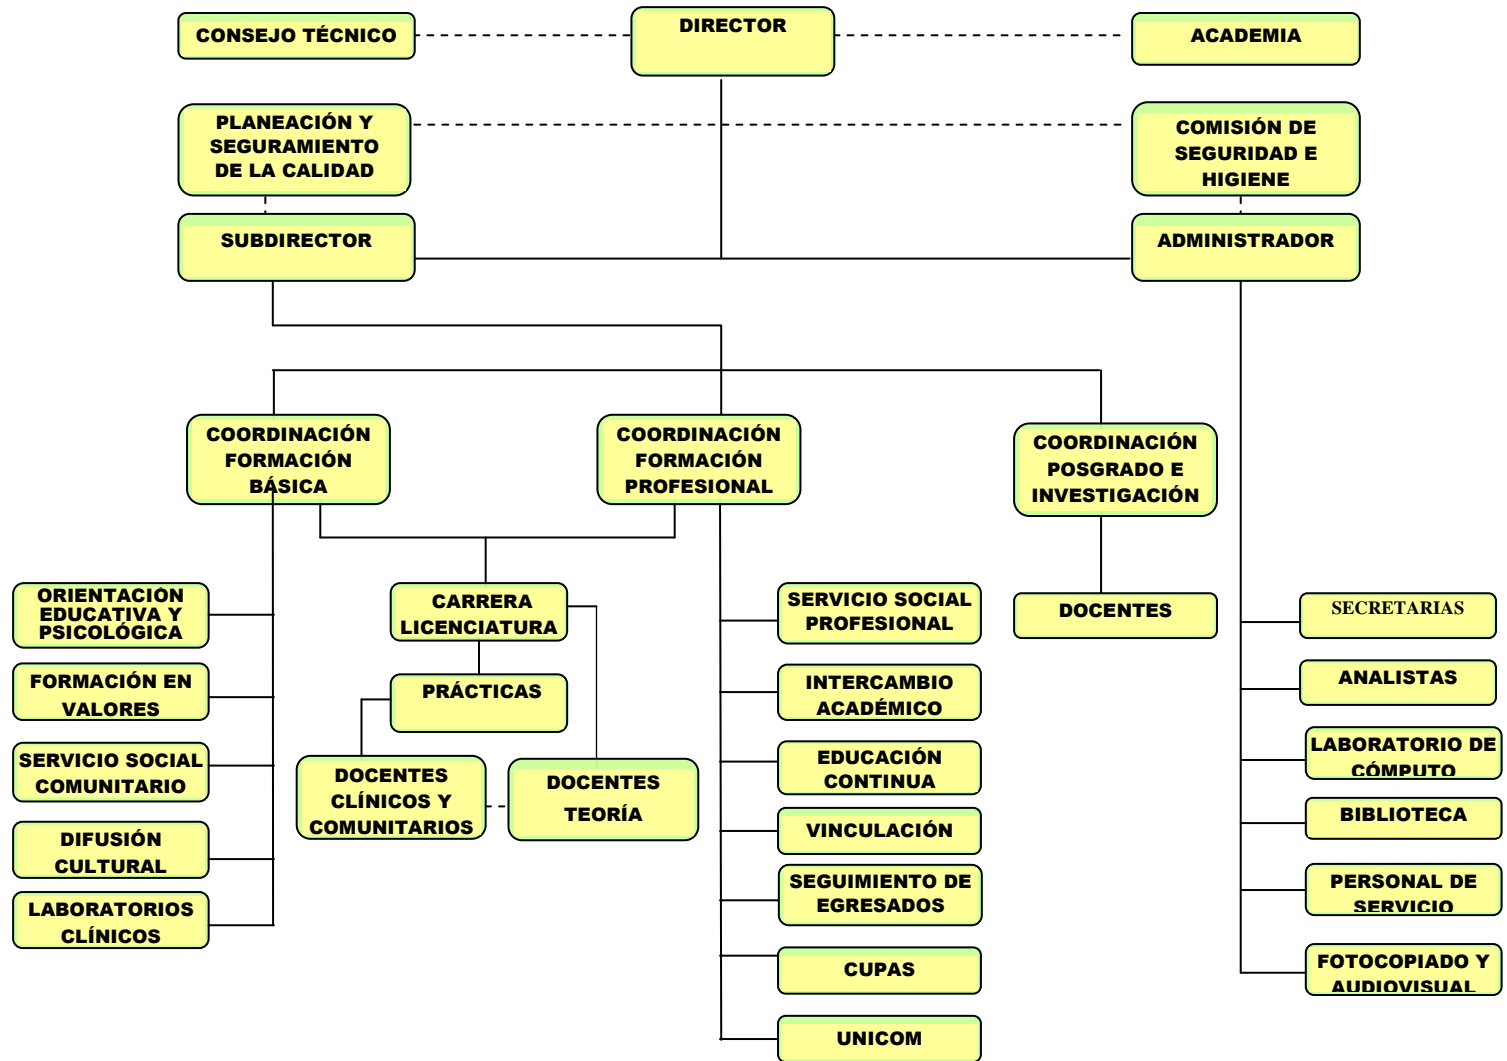 CONSEJO TÉCNICO
DIRECTOR
ACADEMIA
PLANEACIÓN Y
SEGURAMIENTO
DE LA CALIDAD
COMISIÓN DE
SEGURIDAD E
HIGIENE
SUBDIRECTOR
ADMINISTRADOR
COORDINACIÓN
FORMACIÓN
BÁSICA
COORDINACIÓN
FORMACIÓN
PROFESIONAL
COORDINACIÓN
POSGRADO E
INVESTIGACIÓN
ORIENTACIÓN
EDUCATIVA Y
PSICOLÓGICA
FORMACIÓN EN
VALORES
SERVICIO SOCIAL
COMUNITARIO
DIFUSIÓN
CULTURAL
LABORATORIOS
CLÍNICOS
CARRERA
LICENCIATURA
PRÁCTICAS
DOCENTES
CLÍNICOS Y
COMUNITARIOS
DOCENTES
TEORÍA
SERVICIO SOCIAL
PROFESIONAL
INTERCAMBIO
ACADÉMICO
EDUCACIÓN
CONTINUA
VINCULACIÓN
SEGUIMIENTO DE
EGRESADOS
CUPAS
UNICOM
DOCENTES
SECRETARIAS
ANALISTAS
LABORATORIO DE
CÓMPUTO
BIBLIOTECA
PERSONAL DE
SERVICIO
FOTOCOPIADO Y
AUDIOVISUAL